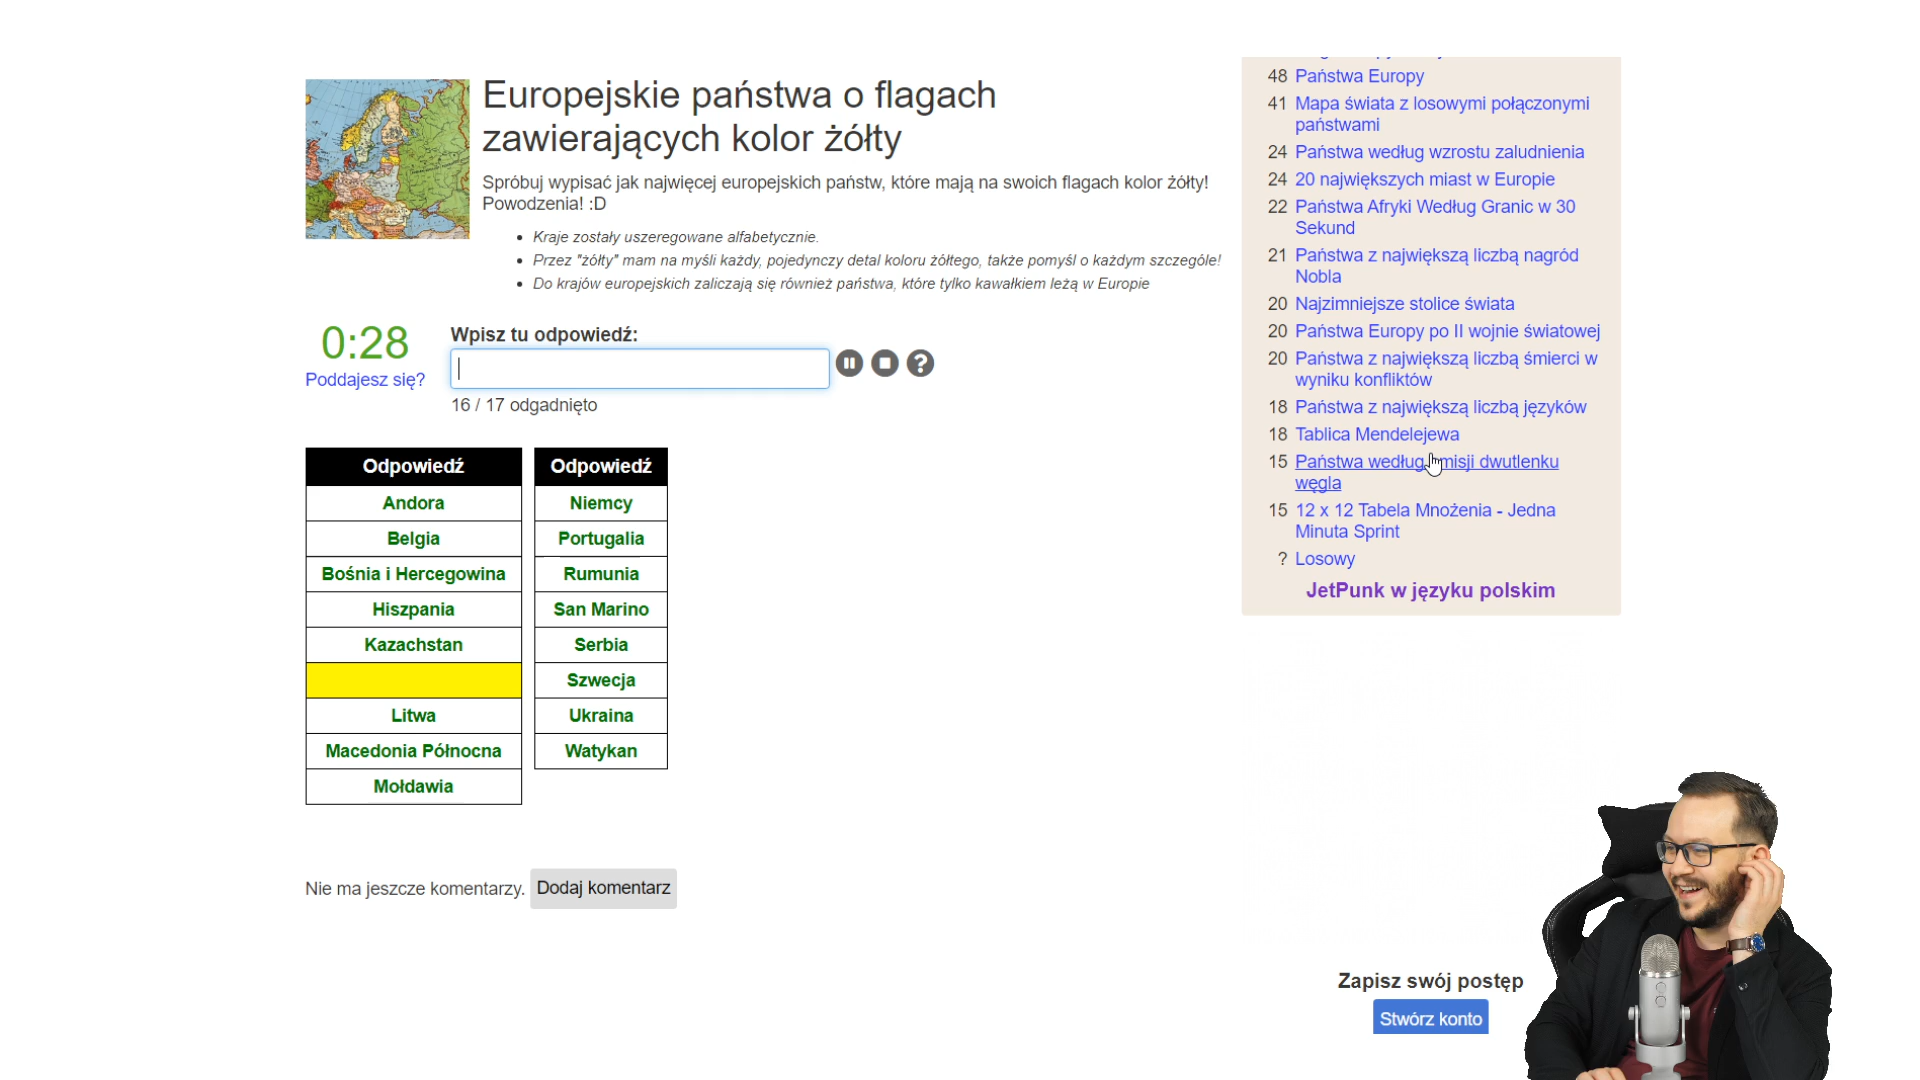 Europejskie państwa o flagach
zawierających kolor żółty
Spróbuj wypisać jak najwięcej europejskich państw, które mają na swoich flagach kolor żółty!
Powodzenia! :D
Kraje zostały uszeregowane alfabetycznie.
Przez "żółty" mam na myśli każdy, pojedynczy detal koloru żółtego, także pomyśl o każdym szczególe!
Do krajów europejskich zaliczają się również państwa, które tylko kawałkiem leżą w Europie
0:28
Poddajesz się?
Wpisz tu odpowiedź:
16 / 17 odgadnięto
Odpowiedź
Andora
Belgia
Bośnia i Hercegowina
Hiszpania
Kazachstan
Litwa
Macedonia Północna
Mołdawia
Odpowiedź
Niemcy
Portugalia
Rumunia
San Marino
Serbia
Szwecja
Ukraina
Watykan
Nie ma jeszcze komentarzy. Dodaj komentarz
48 Państwa Europy
41 Mapa świata z losowymi połączonymi
państwami
24 Państwa według wzrostu zaludnienia
24 20 największych miast w Europie
22 Państwa Afryki Według Granic w 30
Sekund
21 Państwa z największą liczbą nagród
Nobla
20 Najzimniejsze stolice świata
20 Państwa Europy po II wojnie światowej
20 Państwa z największą liczbą śmierci w
wyniku konfliktów
18 Państwa z największą liczbą języków
18 Tablica Mendelejewa
15 Państwa według misji dwutlenku
węgla
15 12 x 12 Tabela Mnożenia - Jedna
Minuta Sprint
? Losowy
JetPunk w języku polskim
Zapisz swój postęp
Stwórz konto